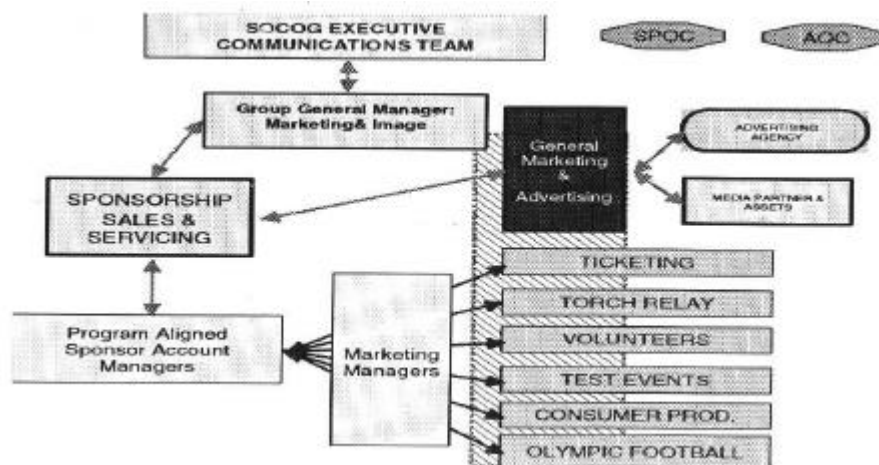 SOCOG EXECUTIVE
COMMUNICATIONS TEAM
SPOC
AOC
Group General Manager:
Marketing& Image
General
Marketing
&
Advertising
ADVERTISING
AGENCY
SPONSORSHIP
SALES &
SERVICING
MEDIA PARTNER &
ASSETS
TICKETING
TORCH RELAY
Program Aligned
Sponsor Account
Managers
Marketing
Managers
VOLUNTEERS
TEST EVENTS
CONSUMER PROD.
OLYMPIC FOOTBALL